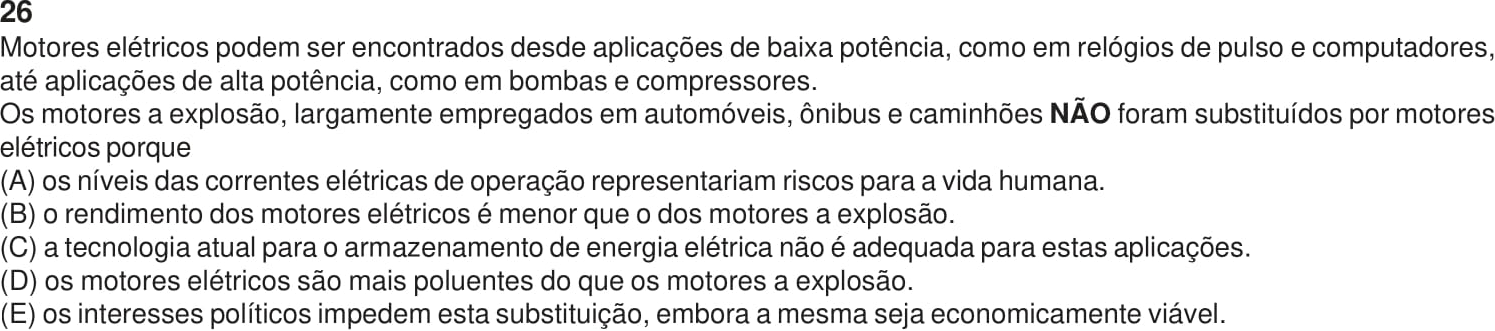 26
Motores elétricos podem ser encontrados desde aplicações de baixa potência, como em relógios de pulso e computadores,
até aplicações de alta potência, como em bombas e compressores.
Os motores a explosão, largamente empregados em automóveis, ônibus e caminhões NÃO foram substituídos por motores
elétricos porque
(A) os níveis das correntes elétricas de operação representariam riscos para a vida humana.
(B) o rendimento dos motores elétricos é menor que o dos motores a explosão.
(C) a tecnologia atual para o armazenamento de energia elétrica não é adequada para estas aplicações.
(D) os motores elétricos são mais poluentes do que os motores a explosão.
(E) os interesses políticos impedem esta substituição, embora a mesma seja economicamente viável.